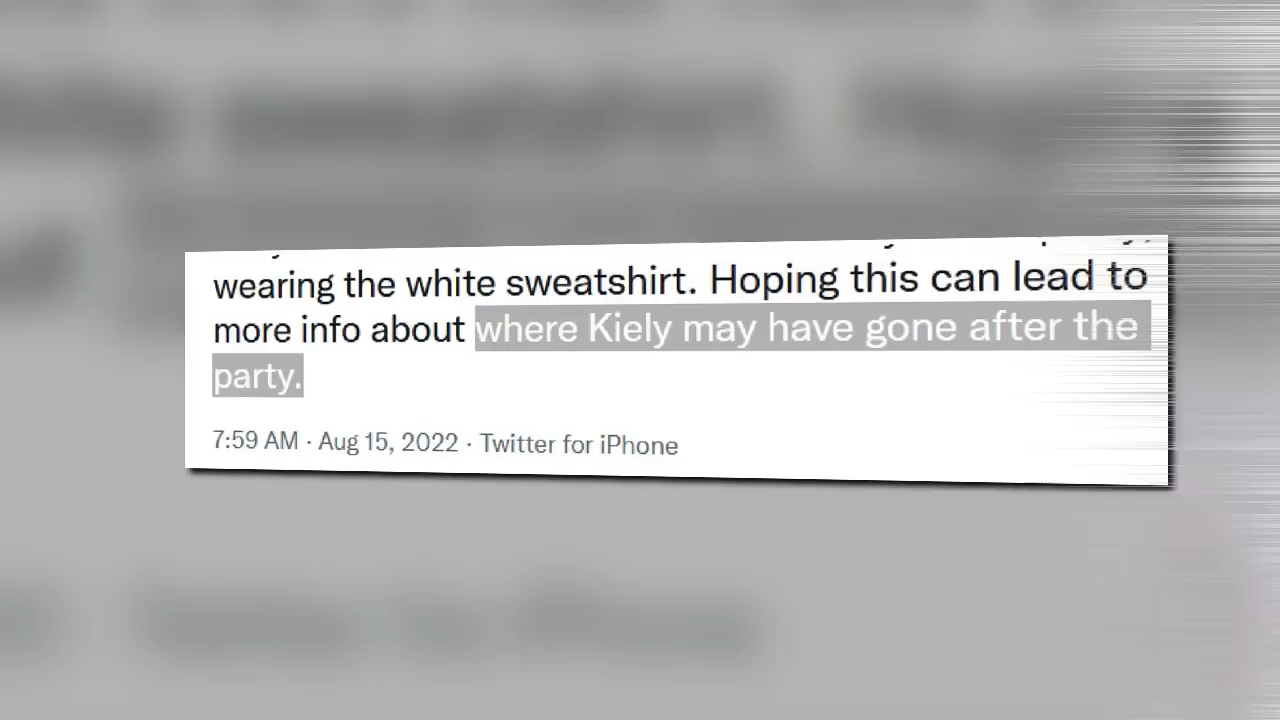 wearing the white sweatshirt. Hoping this can lead to
more info about where Kiely may have gone after the
party.
7:59 AM · Aug 15, 2022 · Twitter for iPhone